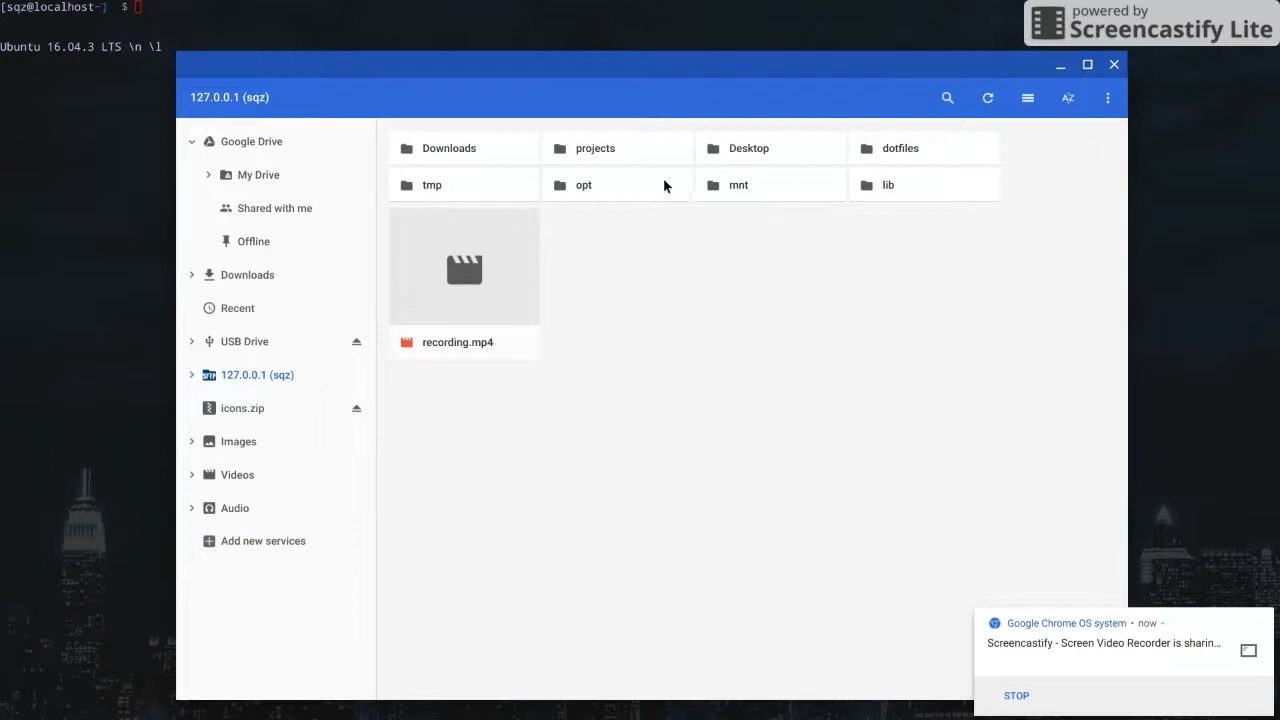 [sqz@localhost~] $
Ubuntu 16.04.3 LTS \n \l
powered by
Screencastify Lite
127.0.0.1 (sqz)
AZ
Google Drive
My Drive
Shared with me
Offline
Downloads
Recent
USB Drive
SFTP 127.0.0.1 (sqz)
icons.zip
Images
Videos
Audio
Add new services
Downloads projects Desktop dotfiles
tmp opt mnt lib
recording.mp4
Google Chrome OS system • now -
Screencastify - Screen Video Recorder is sharin...
STOP